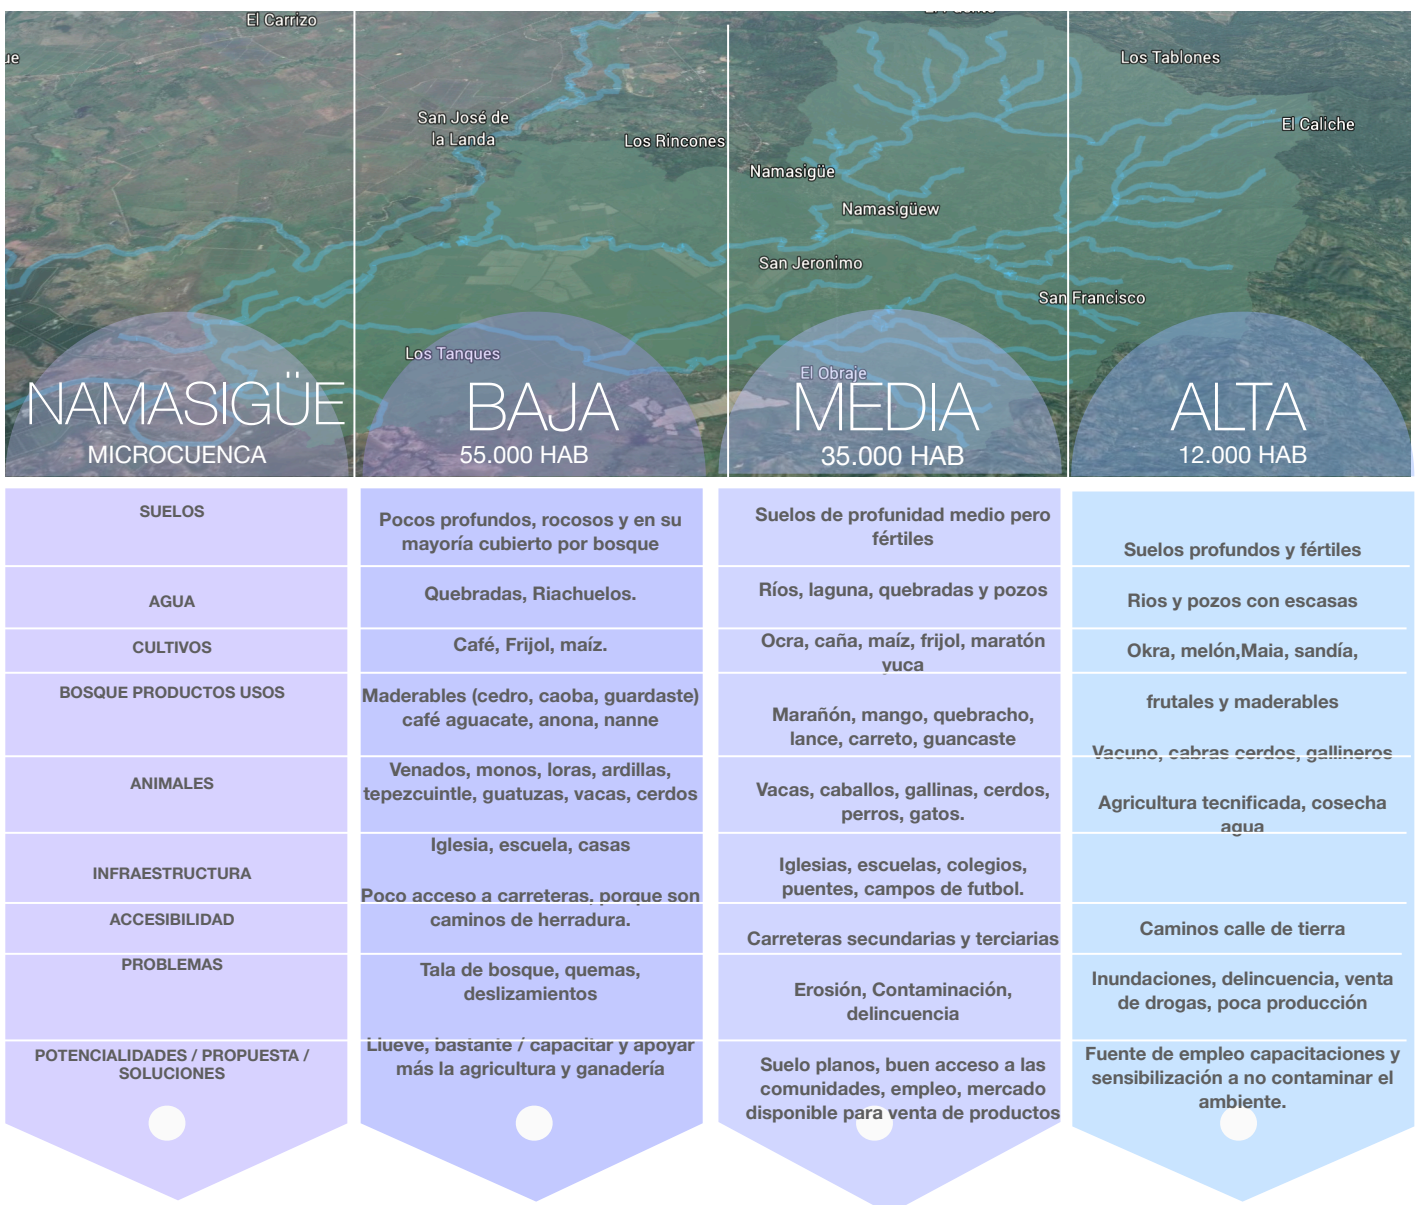 El Carrizo
ue
San José de
la Landa
Los Rincones
Los Tablones
El Caliche
Namasigüe
Namasigüew
San Jeronimo
San Francisco
Los Tanques
El Obraje
NAMASIGÜE
MICROCUENCA
BAJA
55.000 HAB
MEDIA
35.000 HAB
ALTA
12.000 HAB
SUELOS
Pocos profundos, rocosos y en su
mayoría cubierto por bosque
Suelos de profunidad medio pero
fértiles
Suelos profundos y fértiles
AGUA
Quebradas, Riachuelos.
Ríos, laguna, quebradas y pozos
Rios y pozos con escasas
CULTIVOS
Café, Frijol, maíz.
Ocra, caña, maíz, frijol, maratón
yuca
Okra, melón,Maia, sandía,
BOSQUE PRODUCTOS USOS
Maderables (cedro, caoba, guardaste)
café aguacate, anona, nanne
Marañón, mango, quebracho,
lance, carreto, guancaste
frutales y maderables
ANIMALES
Venados, monos, loras, ardillas,
tepezcuintle, guatuzas, vacas, cerdos
Vacas, caballos, gallinas, cerdos,
perros, gatos.
Vacuno, cabras cerdos, gallineros
Agricultura tecnificada, cosecha
agua
INFRAESTRUCTURA
Iglesia, escuela, casas
Iglesias, escuelas, colegios,
puentes, campos de futbol.
ACCESIBILIDAD
Poco acceso a carreteras, porque son
caminos de herradura.
Carreteras secundarias y terciarias
Caminos calle de tierra
PROBLEMAS
Tala de bosque, quemas,
deslizamientos
Erosión, Contaminación,
delincuencia
Inundaciones, delincuencia, venta
de drogas, poca producción
POTENCIALIDADES / PROPUESTA /
SOLUCIONES
Llueve, bastante / capacitar y apoyar
más la agricultura y ganadería
Suelo planos, buen acceso a las
comunidades, empleo, mercado
disponible para venta de productos
Fuente de empleo capacitaciones y
sensibilización a no contaminar el
ambiente.